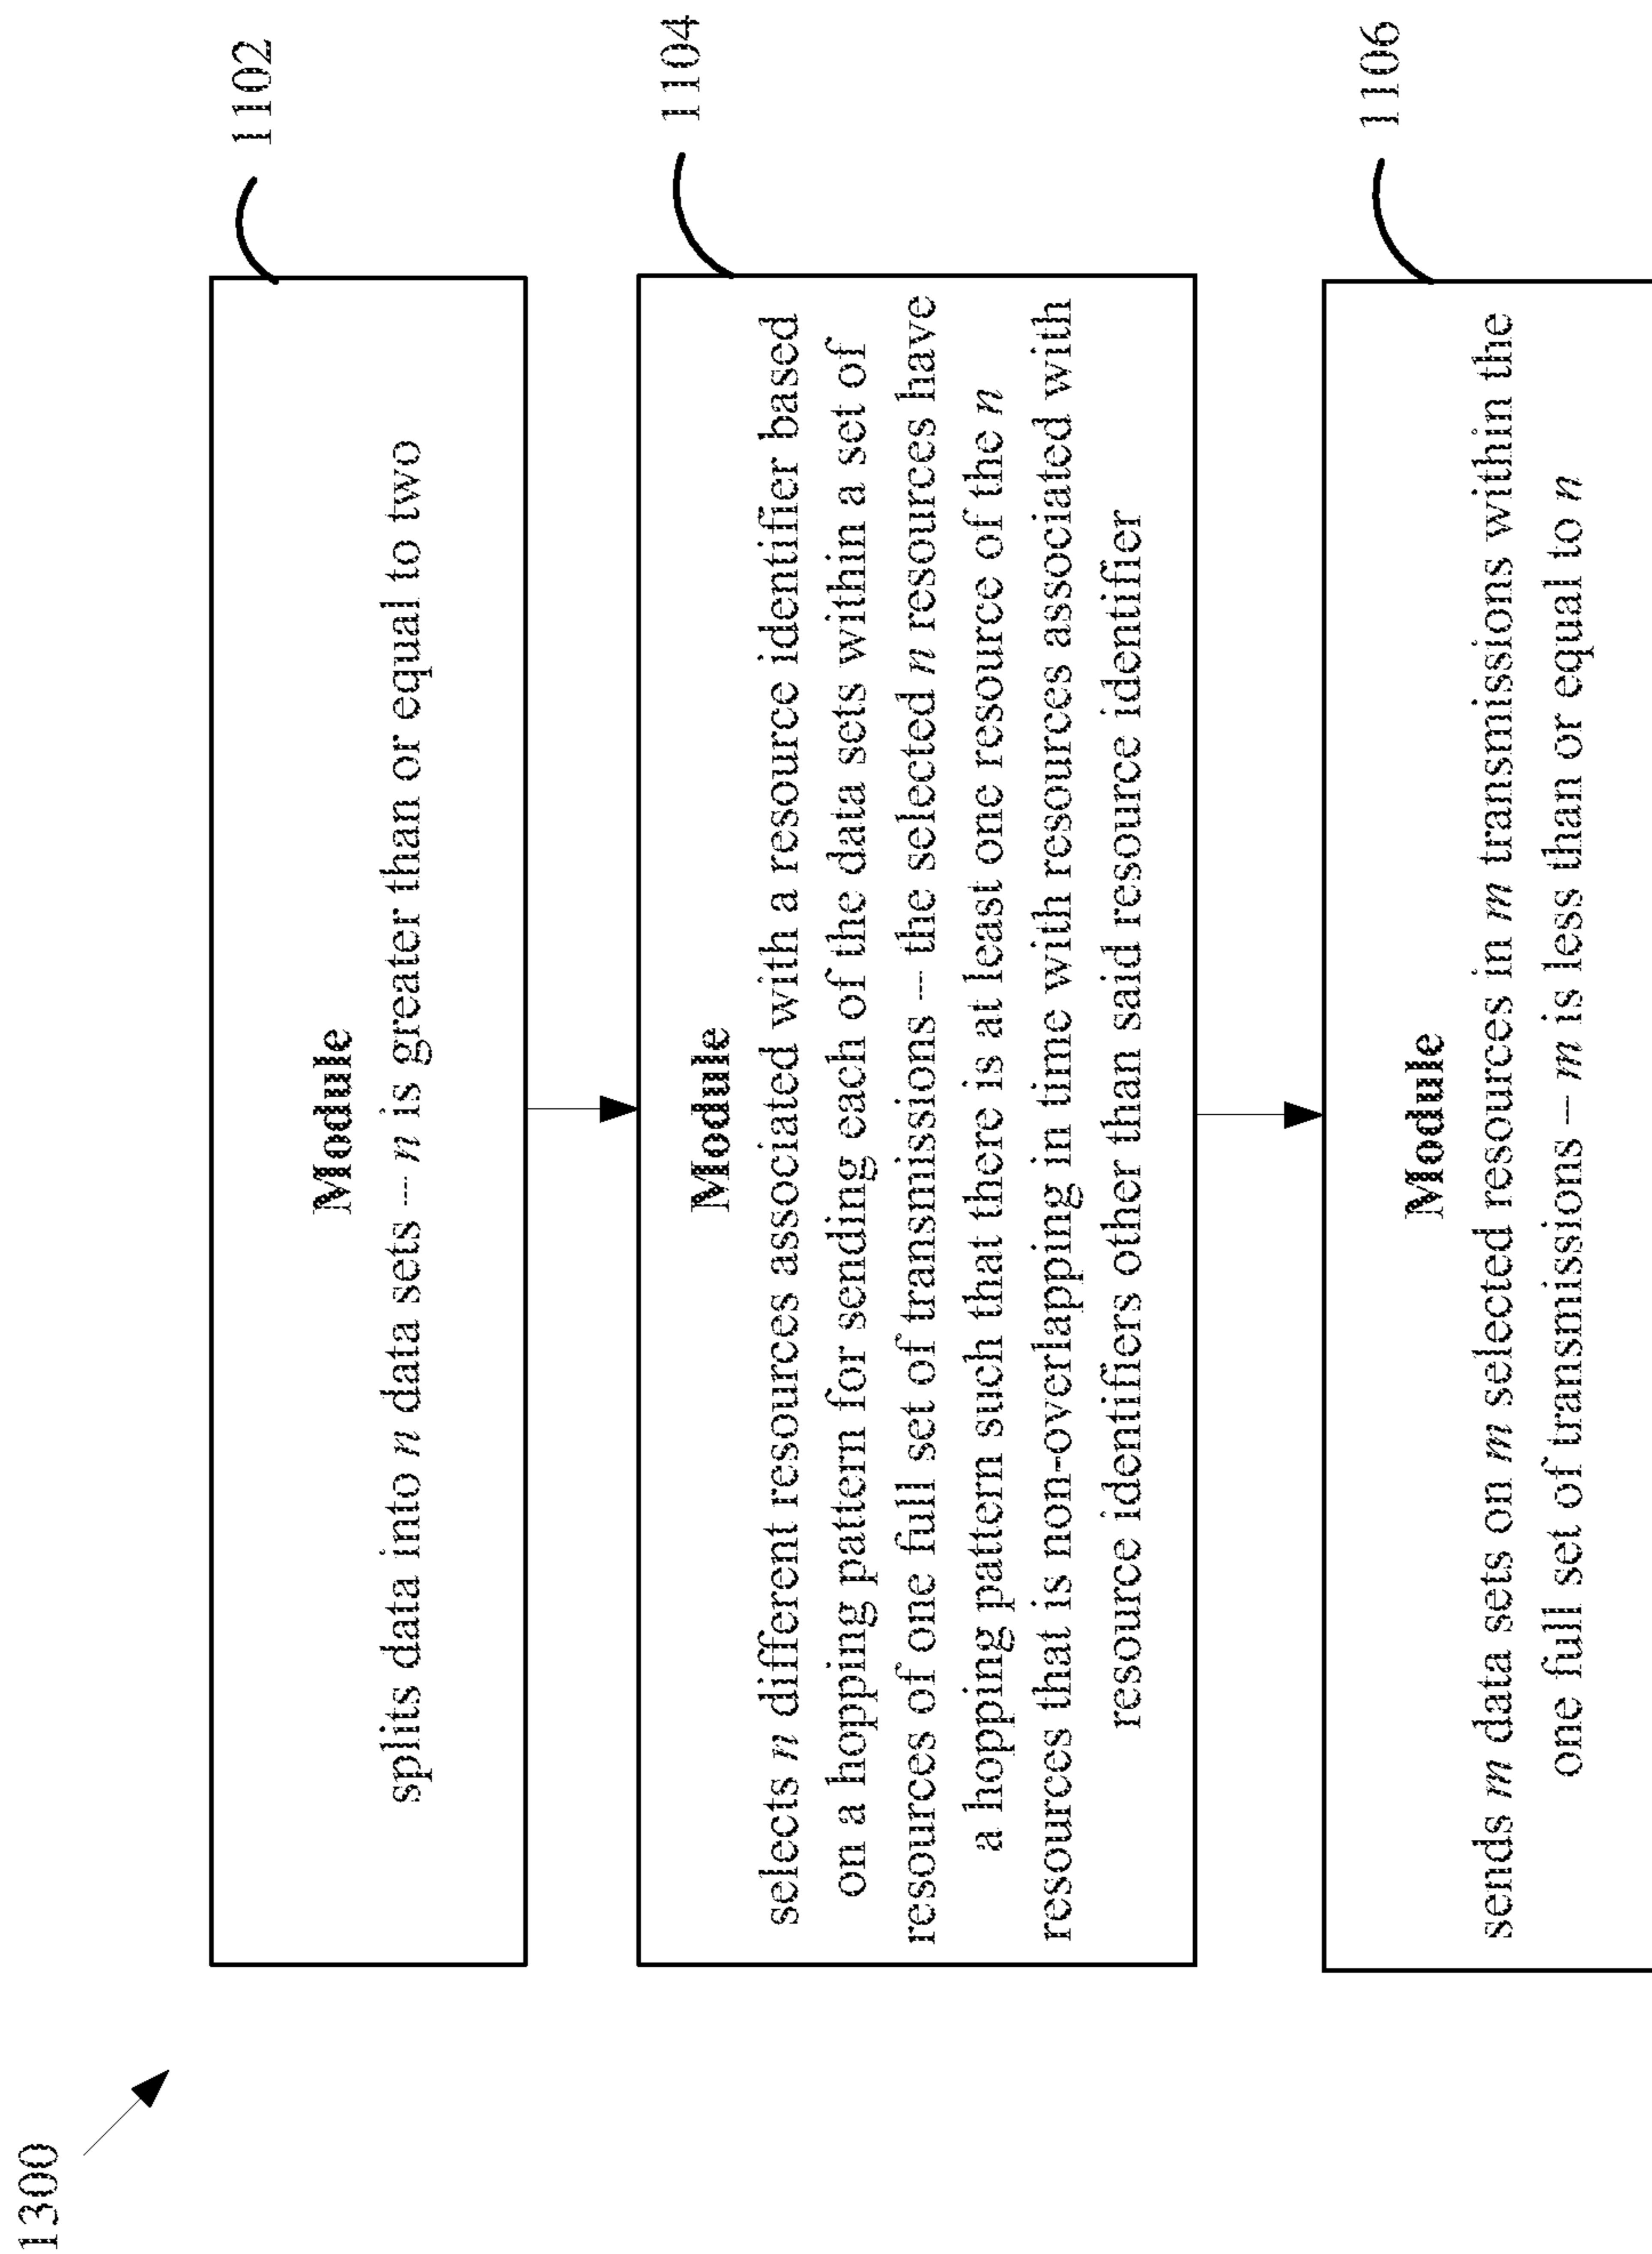 1300
1102
Module
splits data into n data sets --- n is greater than or equal to two
1104
Module
selects n different resources associated with a resource identifier based
on a hopping pattern for sending each of the data sets within a set of
resources of one full set of transmissions -- the selected n resources have
a hopping pattern such that there is at least one resource of the n
resources that is non-overlapping in time with resources associated with
resource identifiers other than said resource identifier
1106
Module
sends m data sets on m selected resources in m transmissions within the
one full set of transmissions -- m is less than or equal to n